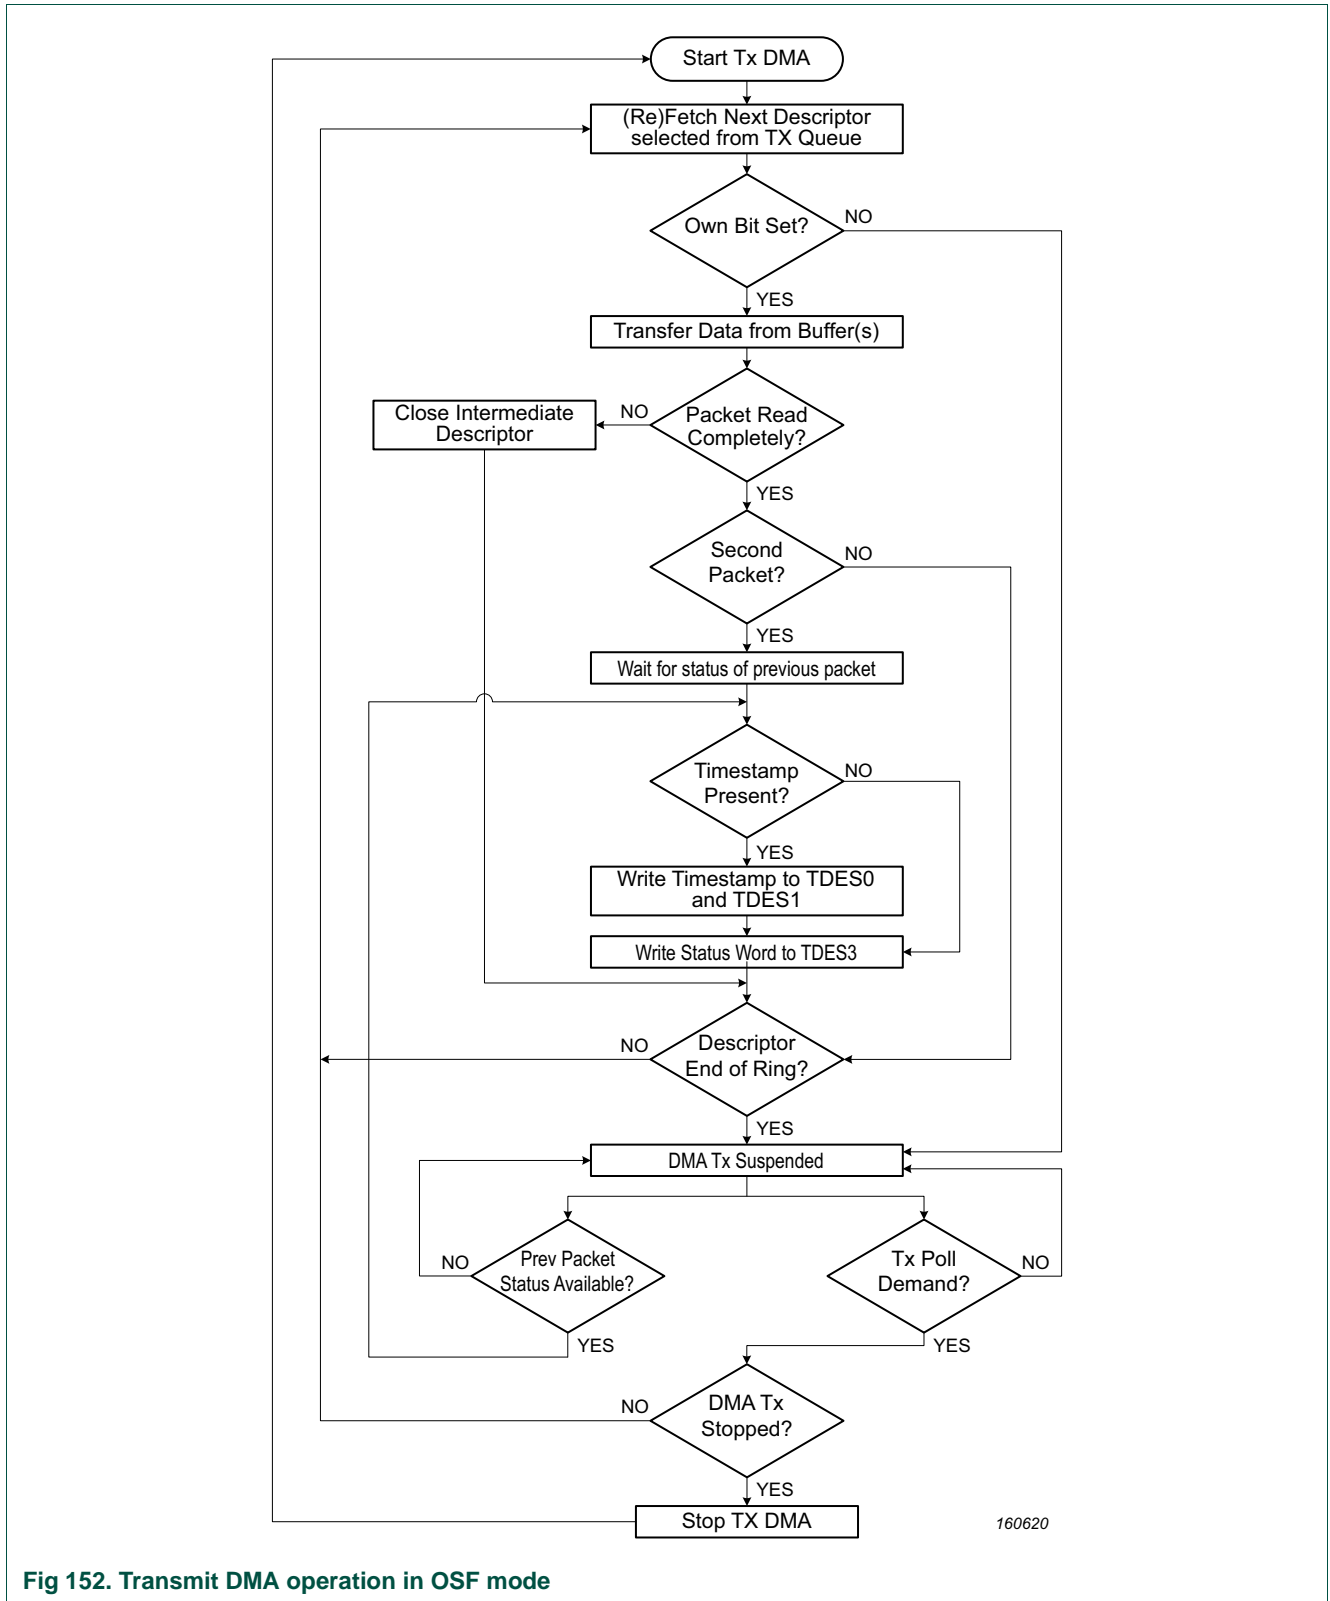 Start Tx DMA
(Re)Fetch Next Descriptor
selected from TX Queue
Own Bit Set?
NO
YES
Transfer Data from Buffer(s)
Close Intermediate
Descriptor
NO
Packet Read
Completely?
YES
Second
Packet?
NO
YES
Wait for status of previous packet
Timestamp
Present?
NO
YES
Write Timestamp to TDES0
and TDES1
Write Status Word to TDES3
NO
Descriptor
End of Ring?
YES
DMA Tx Suspended
NO
Prev Packet
Status Available?
YES
Tx Poll
Demand?
NO
YES
NO
DMA Tx
Stopped?
YES
Stop TX DMA
160620
Fig 152. Transmit DMA operation in OSF mode